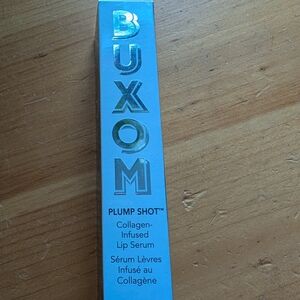 BUXOM
PLUMP SHOT™
Collagen-
Infused
Lip Serum
Sérum Lèvres
Infusé au
Collagène